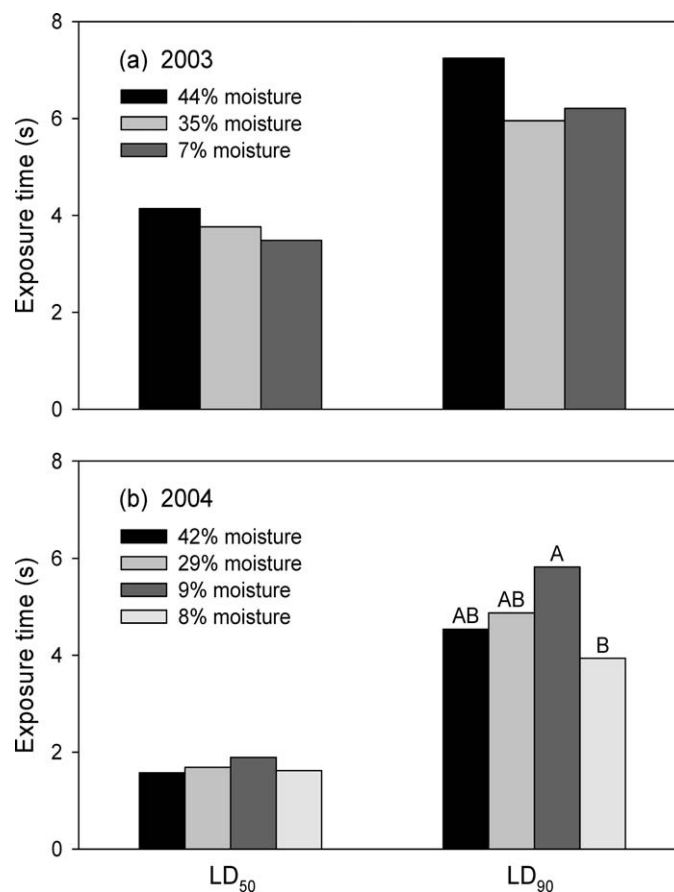 8
6
4
2
0
Exposure time (s)
(a) 2003
44% moisture
35% moisture
7% moisture
8
6
4
2
0
Exposure time (s)
(b) 2004
42% moisture
29% moisture
9% moisture
8% moisture
AB
AB
A
B
LD₅₀
LD₉₀